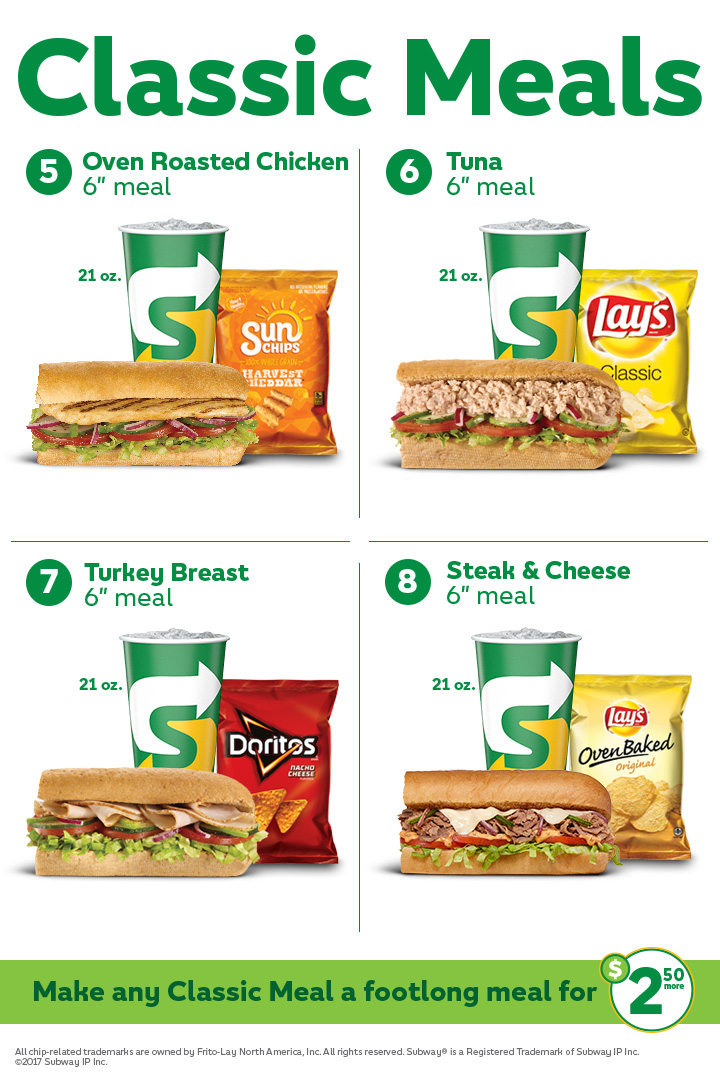 Classic Meals
5 Oven Roasted Chicken
6” meal
21 oz.
Sun
CHIPS
100% WHOLE GRAIN
HARVEST
CHEDDAR
6 Tuna
6” meal
21 oz.
Lay's
Classic
7 Turkey Breast
6” meal
21 oz.
Doritos
NACHO
CHEESE
8 Steak & Cheese
6” meal
21 oz.
Lay's
Oven Baked
Original
Make any Classic Meal a footlong meal for $2 50 more
All chip-related trademarks are owned by Frito-Lay North America, Inc. All rights reserved. Subway® is a Registered Trademark of Subway IP Inc.
©2017 Subway IP Inc.